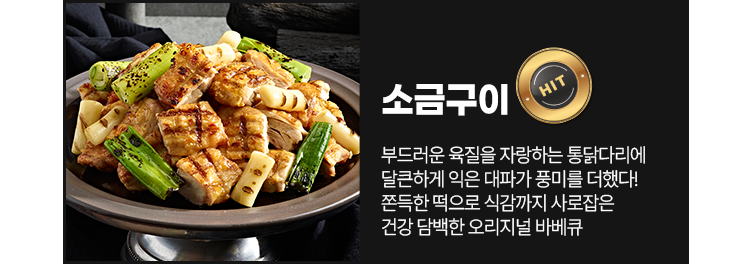 소금구이
HIT
부드러운 육질을 자랑하는 통닭다리에
달큰하게 익은 대파가 풍미를 더했다!
쫀득한 떡으로 식감까지 사로잡은
건강 담백한 오리지널 바베큐